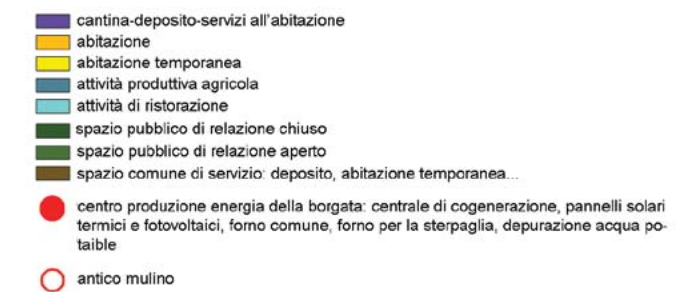 cantina-deposito-servizi all'abitazione
abitazione
abitazione temporanea
attività produttiva agricola
attività di ristorazione
spazio pubblico di relazione chiuso
spazio pubblico di relazione aperto
spazio comune di servizio: deposito, abitazione temporanea...
centro produzione energia della borgata: centrale di cogenerazione, pannelli solari
termici e fotovoltaici, forno comune, forno per la sterpaglia, depurazione acqua po-
taible
antico mulino